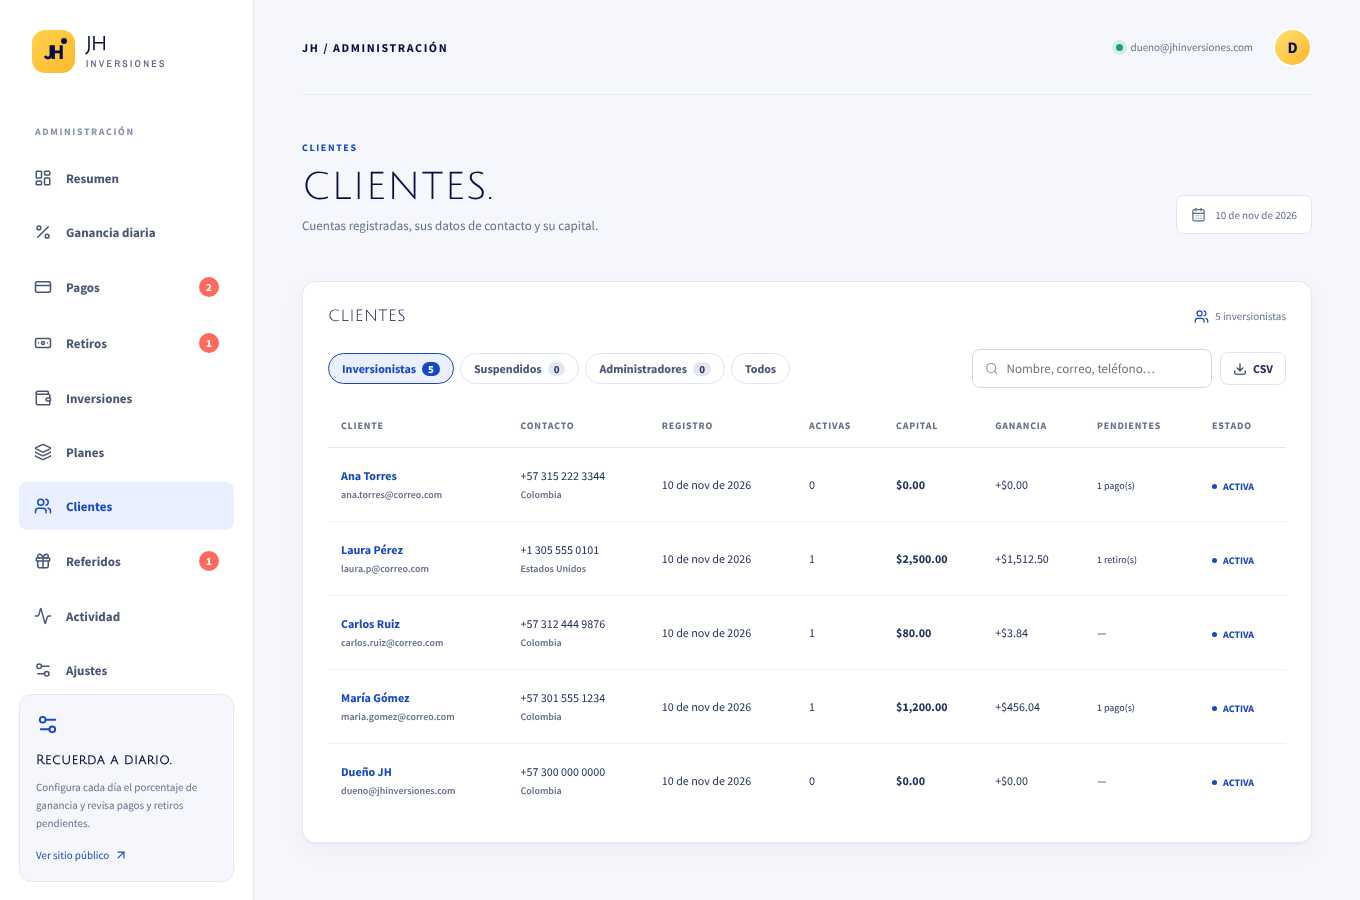 JH
JH
INVERSIONES
ADMINISTRACIÓN
Resumen
Ganancia diaria
Pagos 2
Retiros 1
Inversiones
Planes
Clientes
Referidos 1
Actividad
Ajustes
RECUERDA A DIARIO.
Configura cada día el porcentaje de
ganancia y revisa pagos y retiros
pendientes.
Ver sitio público
JH / ADMINISTRACIÓN
dueno@jhinversiones.com D
CLIENTES
CLIENTES.
Cuentas registradas, sus datos de contacto y su capital.
10 de nov de 2026
CLIENTES
5 inversionistas
Inversionistas 5 Suspendidos 0 Administradores 0 Todos
Nombre, correo, teléfono… CSV
CLIENTE CONTACTO REGISTRO ACTIVAS CAPITAL GANANCIA PENDIENTES ESTADO
Ana Torres +57 315 222 3344
10 de nov de 2026 0 $0.00 +$0.00 1 pago(s) ACTIVA
ana.torres@correo.com Colombia
Laura Pérez +1 305 555 0101
10 de nov de 2026 1 $2,500.00 +$1,512.50 1 retiro(s) ACTIVA
laura.p@correo.com Estados Unidos
Carlos Ruiz +57 312 444 9876
10 de nov de 2026 1 $80.00 +$3.84 — ACTIVA
carlos.ruiz@correo.com Colombia
María Gómez +57 301 555 1234
10 de nov de 2026 1 $1,200.00 +$456.04 1 pago(s) ACTIVA
maria.gomez@correo.com Colombia
Dueño JH +57 300 000 0000
10 de nov de 2026 0 $0.00 +$0.00 — ACTIVA
dueno@jhinversiones.com Colombia